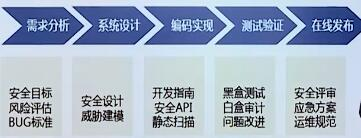 需求分析
系统设计
编码实现
测试验证
在线发布
安全目标
风险评估
BUG标准
安全设计
威胁建模
开发指南
安全API
静态扫描
黑盒测试
白盒审计
问题改进
安全评审
应急方案
运维规范